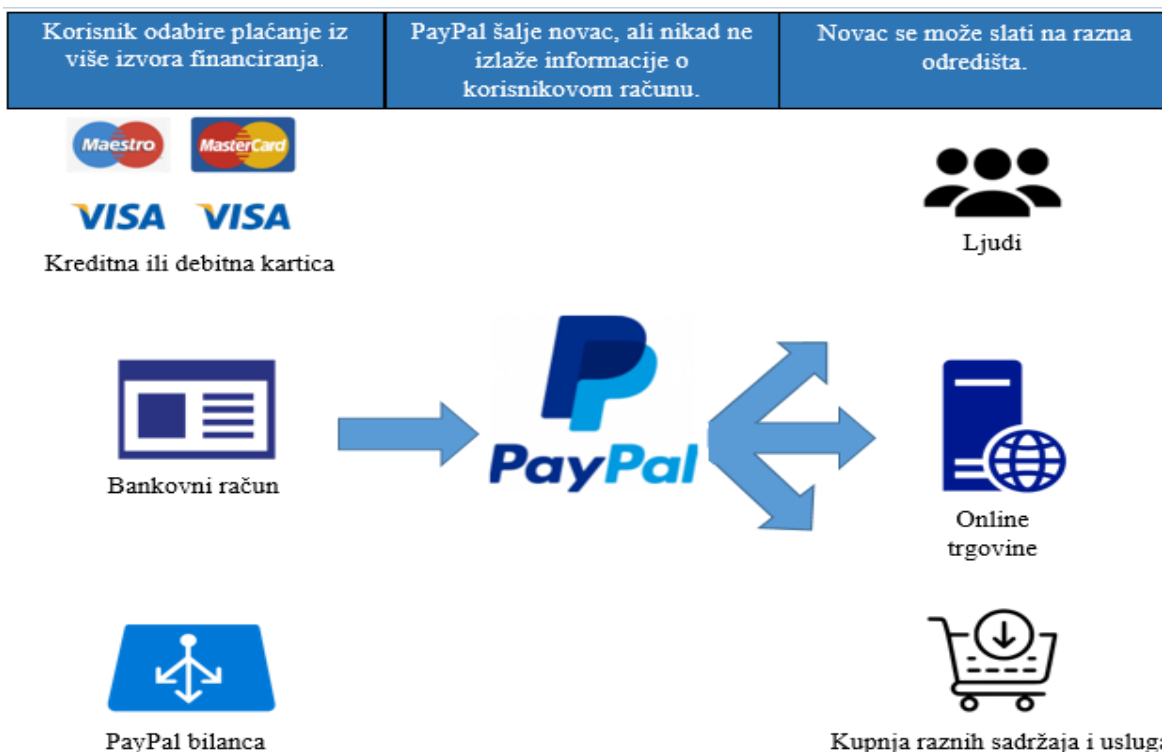 Korisnik odabire plaćanje iz
više izvora financiranja.
PayPal šalje novac, ali nikad ne
izlaže informacije o
korisnikovom računu.
Novac se može slati na razna
odredišta.
Maestro
MasterCard
VISA
VISA
Kreditna ili debitna kartica
Ljudi
Bankovni račun
PayPal
Online
trgovine
PayPal bilanca
Kupnja raznih sadržaja i usluga